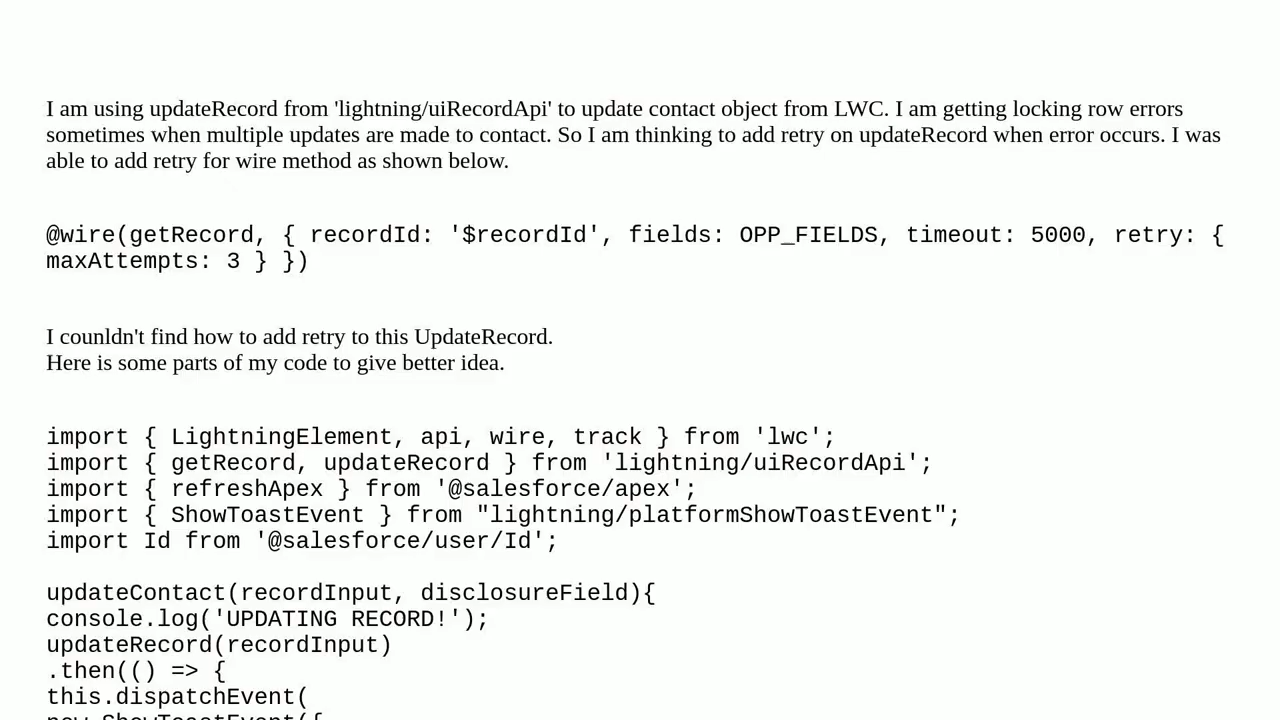 I am using updateRecord from 'lightning/uiRecordApi' to update contact object from LWC. I am getting locking row errors
sometimes when multiple updates are made to contact. So I am thinking to add retry on updateRecord when error occurs. I was
able to add retry for wire method as shown below.
@wire(getRecord, { recordId: '$recordId', fields: OPP_FIELDS, timeout: 5000, retry: {
maxAttempts: 3 } })
I counldn't find how to add retry to this UpdateRecord.
Here is some parts of my code to give better idea.
import { LightningElement, api, wire, track } from 'lwc';
import { getRecord, updateRecord } from 'lightning/uiRecordApi';
import { refreshApex } from '@salesforce/apex';
import { ShowToastEvent } from "lightning/platformShowToastEvent";
import Id from '@salesforce/user/Id';
updateContact(recordInput, disclosureField){
console.log('UPDATING RECORD!');
updateRecord(recordInput)
.then(() => {
this.dispatchEvent(
new ShowToastEvent({